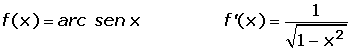 f(x) = arc sen x f'(x) = 1/√(1 − x²)